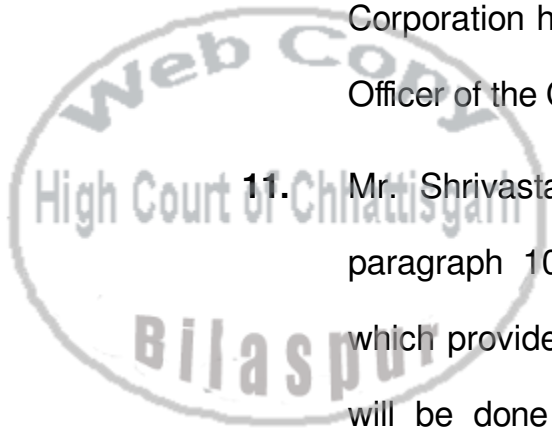 Corporation h
Officer of the
11. Mr. Shrivasta
paragraph 10
which provide
will be done
Web Copy
High Court of Chhattisgarh
Bilaspur